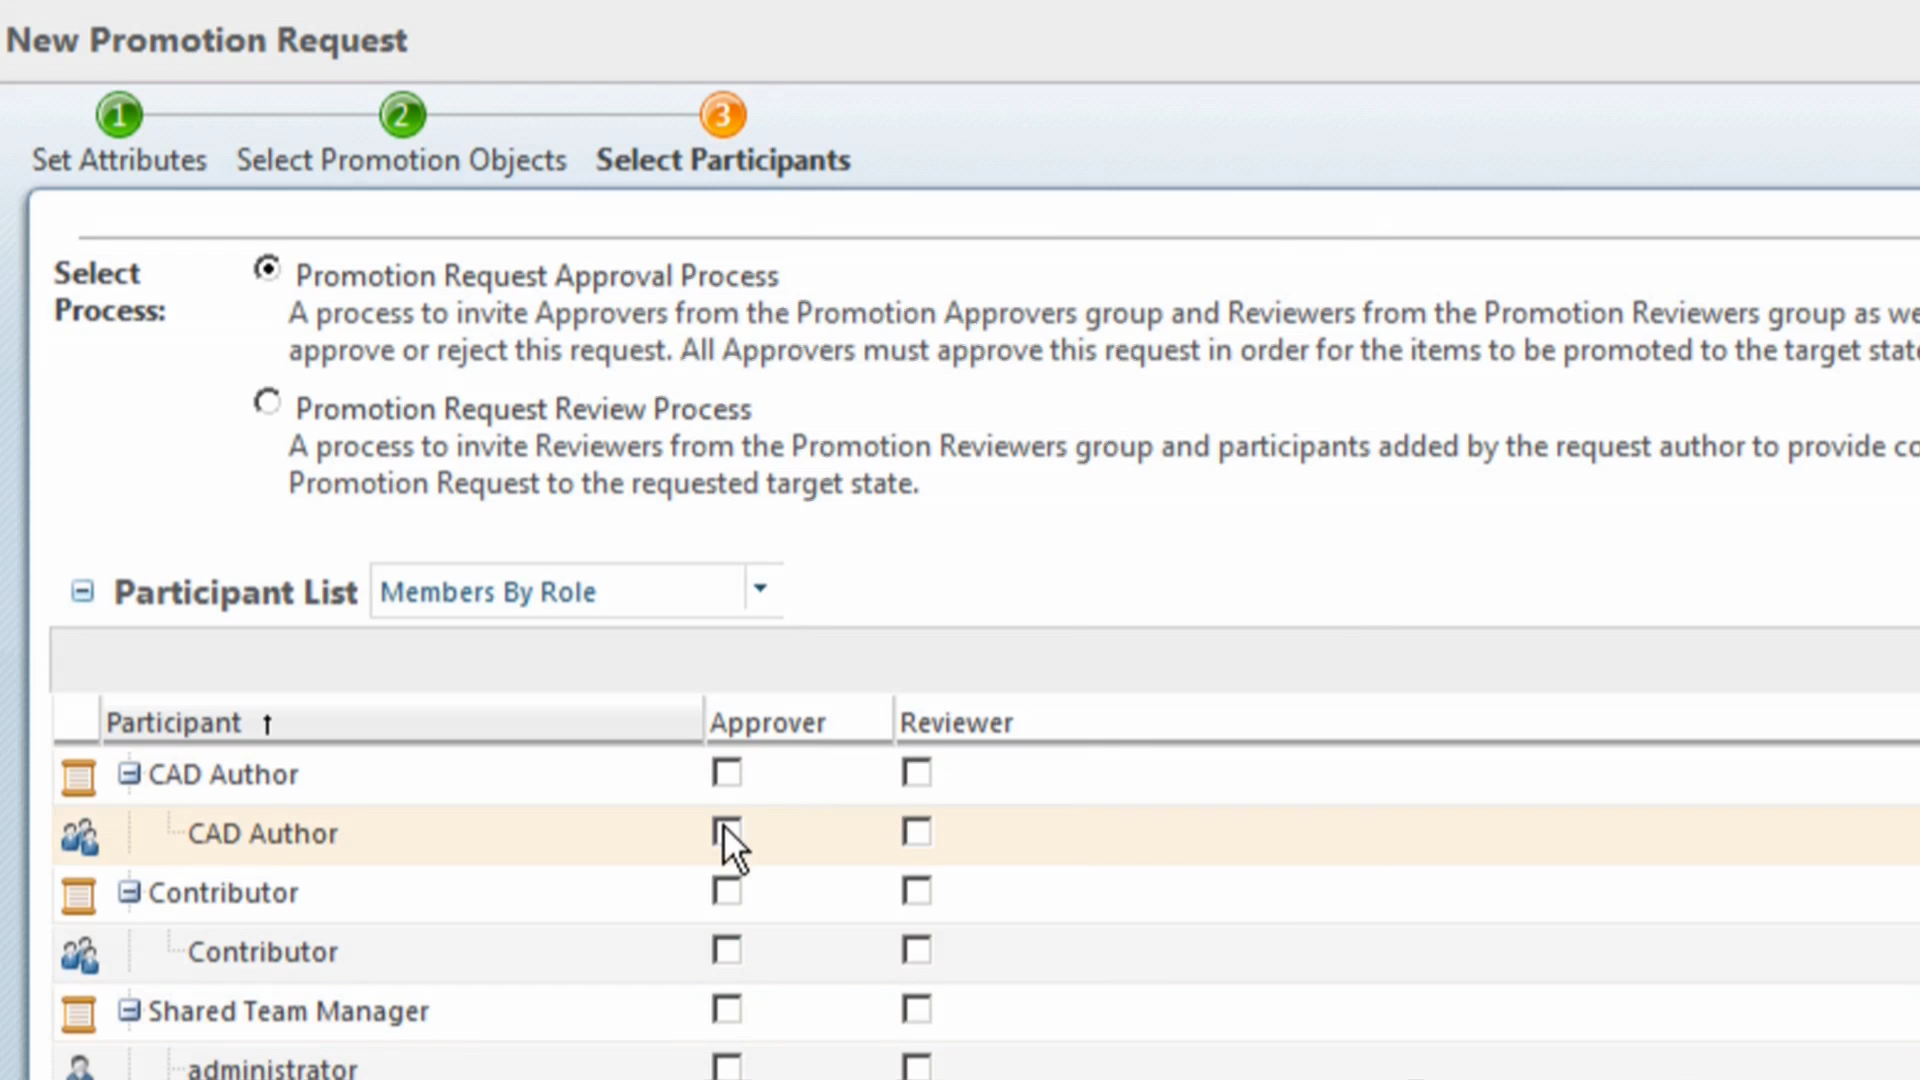 New Promotion Request
1 2 3
Set Attributes Select Promotion Objects Select Participants
Select Process:
Promotion Request Approval Process
A process to invite Approvers from the Promotion Approvers group and Reviewers from the Promotion Reviewers group as we
approve or reject this request. All Approvers must approve this request in order for the items to be promoted to the target state
Promotion Request Review Process
A process to invite Reviewers from the Promotion Reviewers group and participants added by the request author to provide co
Promotion Request to the requested target state.
Participant List Members By Role
Participant ↑ Approver Reviewer
CAD Author
CAD Author
Contributor
Contributor
Shared Team Manager
administrator